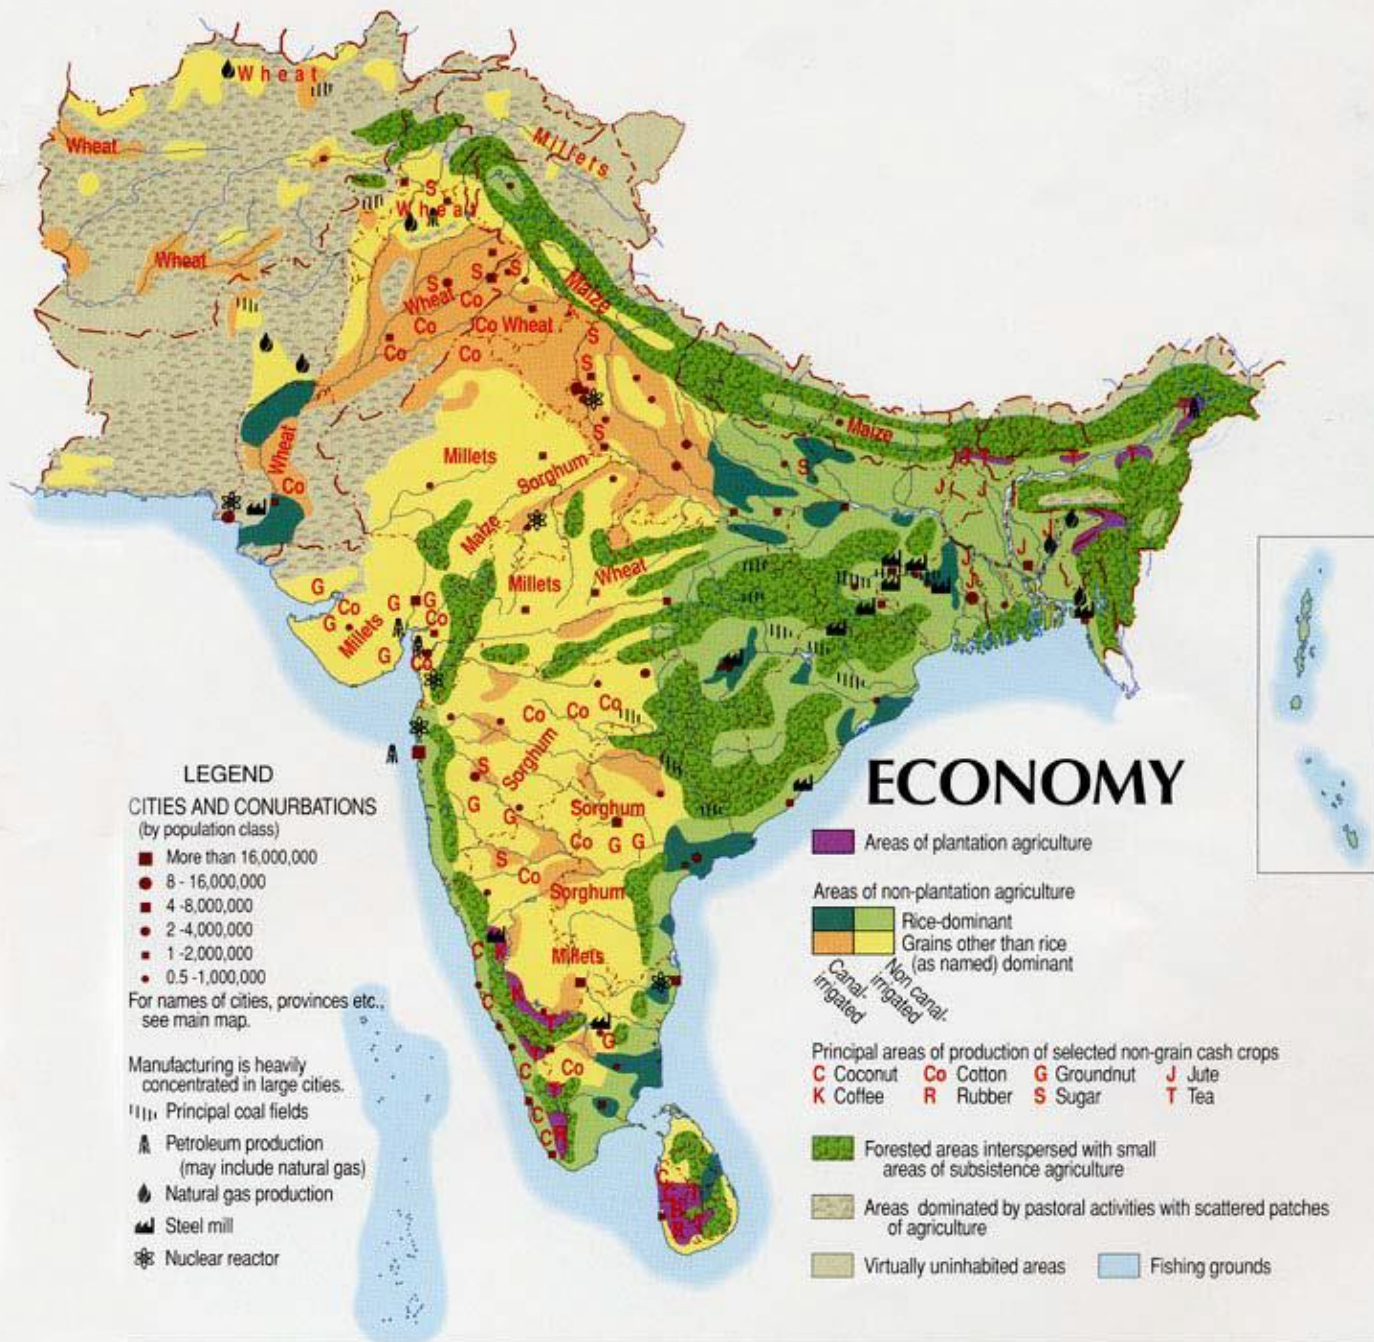 Wheat
Wheat
Millets
S
Wheat
Wheat
Maize
S
S
S
Wheat
Co
Co
Co Wheat
Co
Co
S
S
S
Maize
Wheat
Millets
Sorghum
S
Co
Maize
J
J
T
T
T
J
J
J
J
Millets
Wheat
G
Co
G
G
G
Co
Millets
G
Co
Co
Co
Co
Sorghum
S
G
G
Sorghum
Co
G
G
S
Co
Sorghum
C
K
Millets
C
K
T
G
C
Co
C
C
R
C
T
R
R
LEGEND
CITIES AND CONURBATIONS
(by population class)
More than 16,000,000
8 - 16,000,000
4 -8,000,000
2 -4,000,000
1 -2,000,000
0.5 -1,000,000
For names of cities, provinces etc.,
see main map.
Manufacturing is heavily
concentrated in large cities.
Principal coal fields
Petroleum production
(may include natural gas)
Natural gas production
Steel mill
Nuclear reactor
ECONOMY
Areas of plantation agriculture
Areas of non-plantation agriculture
Rice-dominant
Grains other than rice
(as named) dominant
Canal-
irrigated
Non canal-
irrigated
Principal areas of production of selected non-grain cash crops
C Coconut Co Cotton G Groundnut J Jute
K Coffee R Rubber S Sugar T Tea
Forested areas interspersed with small
areas of subsistence agriculture
Areas dominated by pastoral activities with scattered patches
of agriculture
Virtually uninhabited areas Fishing grounds